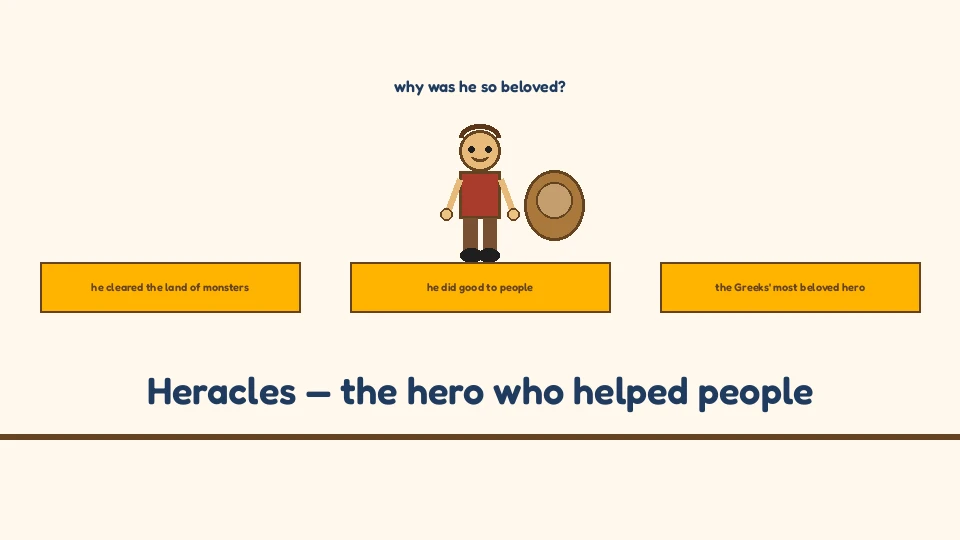 why was he so beloved?
he cleared the land of monsters
he did good to people
the Greeks' most beloved hero
Heracles — the hero who helped people